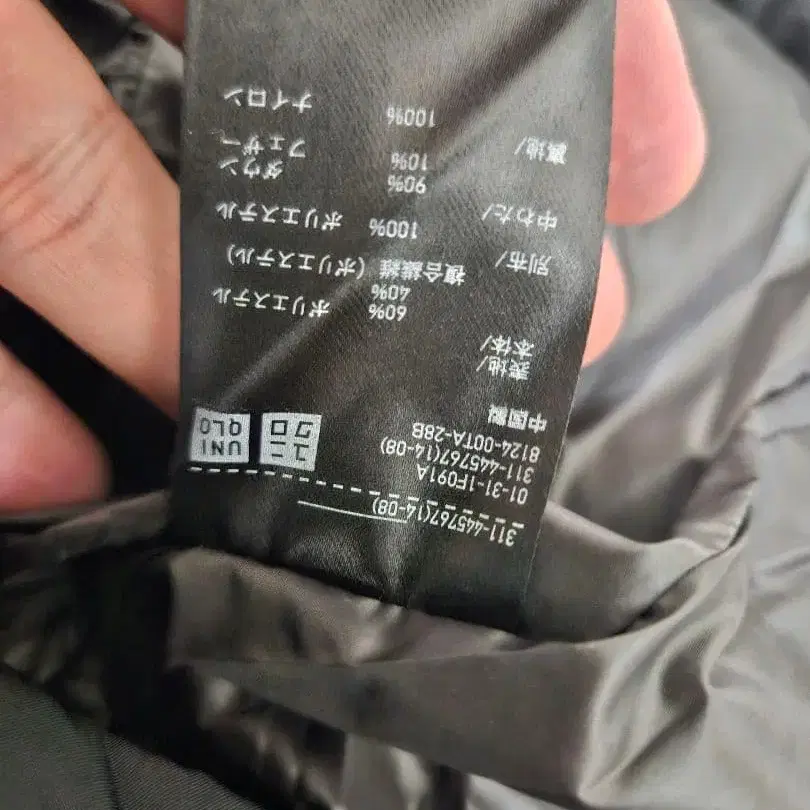 311-445767(14-08)
01-31-1F091A
311-445767(14-08)
8124-00TA-28B
中国製
ユニ
クロ
UNI
QLO
表地/
本体/
60% ポリエステル
40%
複合繊維(ポリエステル)
別布/
100% ポリエステル
中わた/
90% ダウン
10% フェザー
裏地/
100% ナイロン